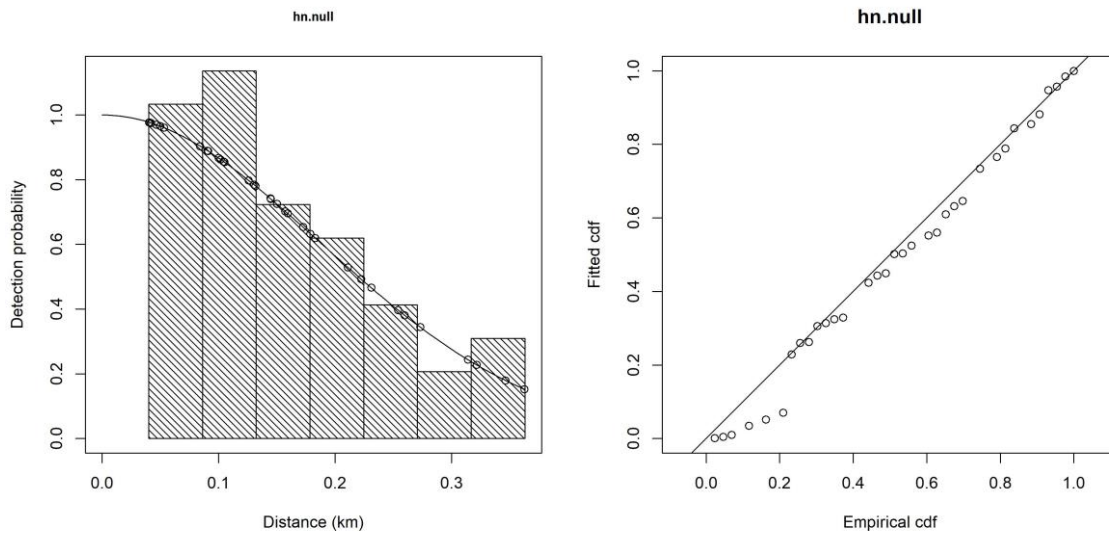 hn.null
Detection probability
1.0
0.8
0.6
0.4
0.2
0.0
0.0 0.1 0.2 0.3
Distance (km)
hn.null
Fitted cdf
1.0
0.8
0.6
0.4
0.2
0.0
0.0 0.2 0.4 0.6 0.8 1.0
Empirical cdf